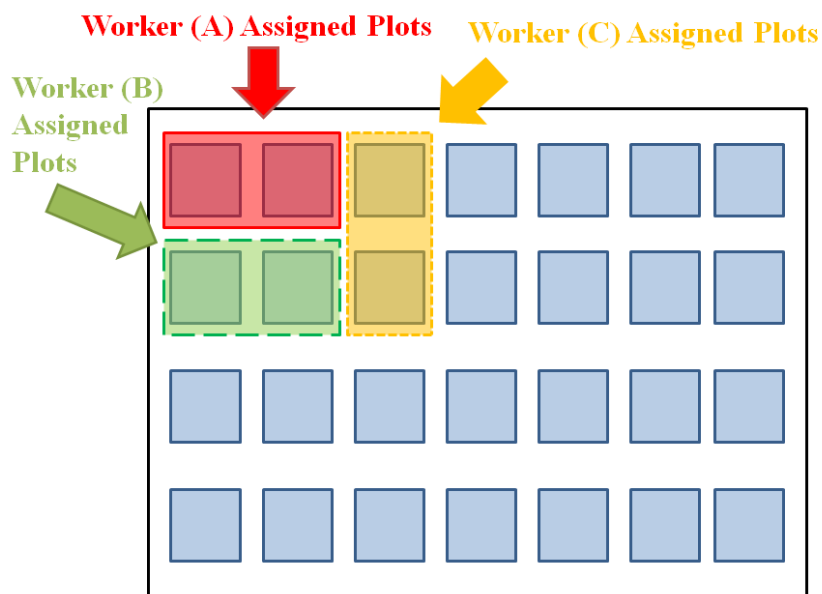 Worker (A) Assigned Plots
Worker (C) Assigned Plots
Worker (B)
Assigned
Plots